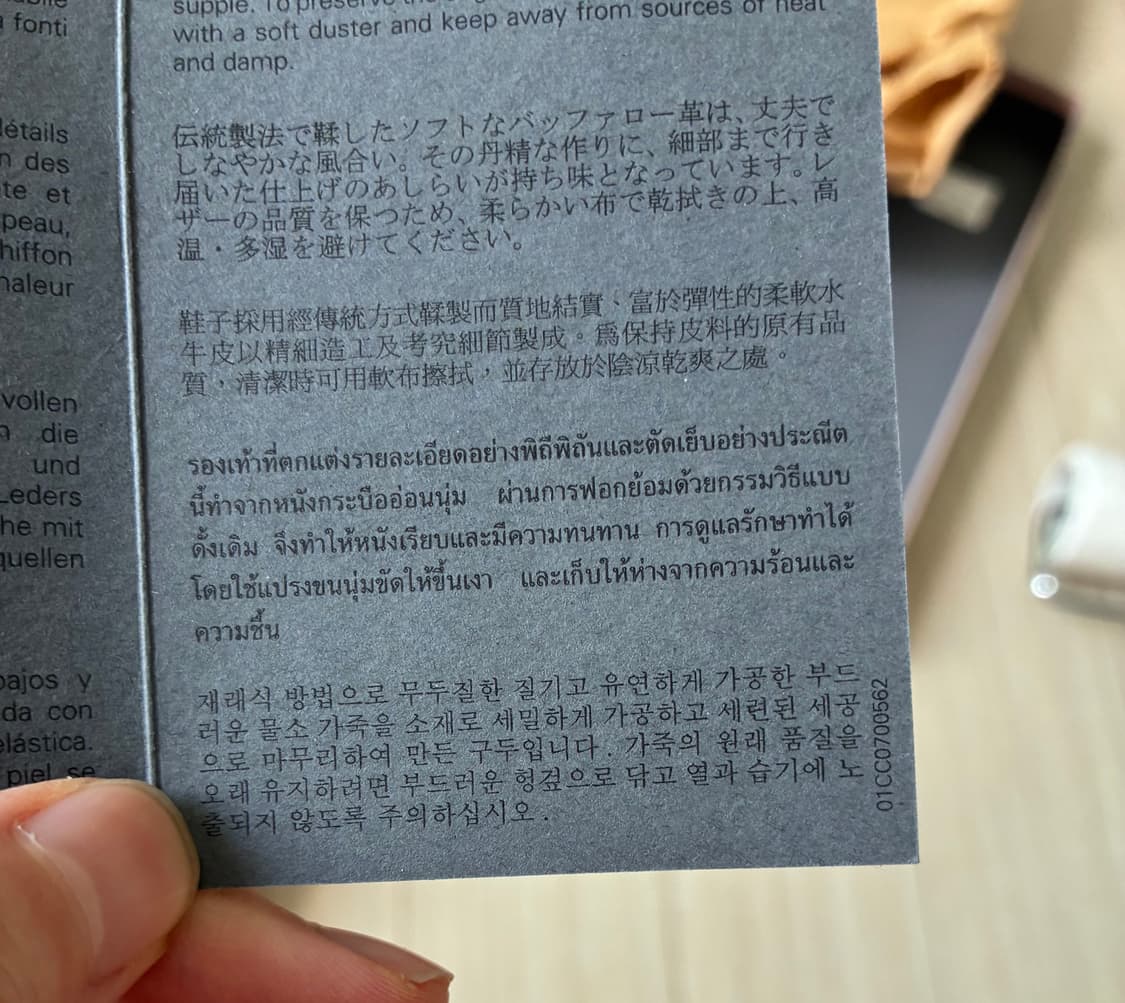 fonti
détails
des
et
peau,
vollen
die
und
Leders
mit
y
da con
elástica.
piel se
supple. To preserve the
with a soft duster and keep away from sources of heat
and damp.
伝統製法で鞣したソフトなバッファロー革は、丈夫で
しなやかな風合い。その丹精な作りに、細部まで行き
届いた仕上げのあしらいが持ち味となっています。レ
ザーの品質を保つため、柔らかい布で乾拭きの上、高
温・多湿を避けてください。
鞋子採用經傳統方式鞣製而質地結實、富於彈性的柔軟水
牛皮以精細造工及考究細節製成。爲保持皮料的原有品
質，清潔時可用軟布擦拭，並存放於陰涼乾爽之處。
รองเท้าที่ตกแต่งรายละเอียดอย่างพิถีพิถันและตัดเย็บอย่างประณีต
นี้ทำจากหนังกระบืออ่อนนุ่ม ผ่านการฟอกย้อมด้วยกรรมวิธีแบบ
ดั้งเดิม จึงทำให้หนังเรียบและมีความทนทาน การดูแลรักษาทำได้
โดยใช้แปรงขนนุ่มขัดให้ขึ้นเงา และเก็บให้ห่างจากความร้อนและ
ความชื้น
재래식 방법으로 무두질한 질기고 유연하게 가공한 부드
러운 물소 가죽을 소재로 세밀하게 가공하고 세련된 세공
으로 마무리하여 만든 구두입니다. 가죽의 원래 품질을
오래 유지하려면 부드러운 헝겊으로 닦고 열과 습기에 노
출되지 않도록 주의하십시오.
01CC0700562